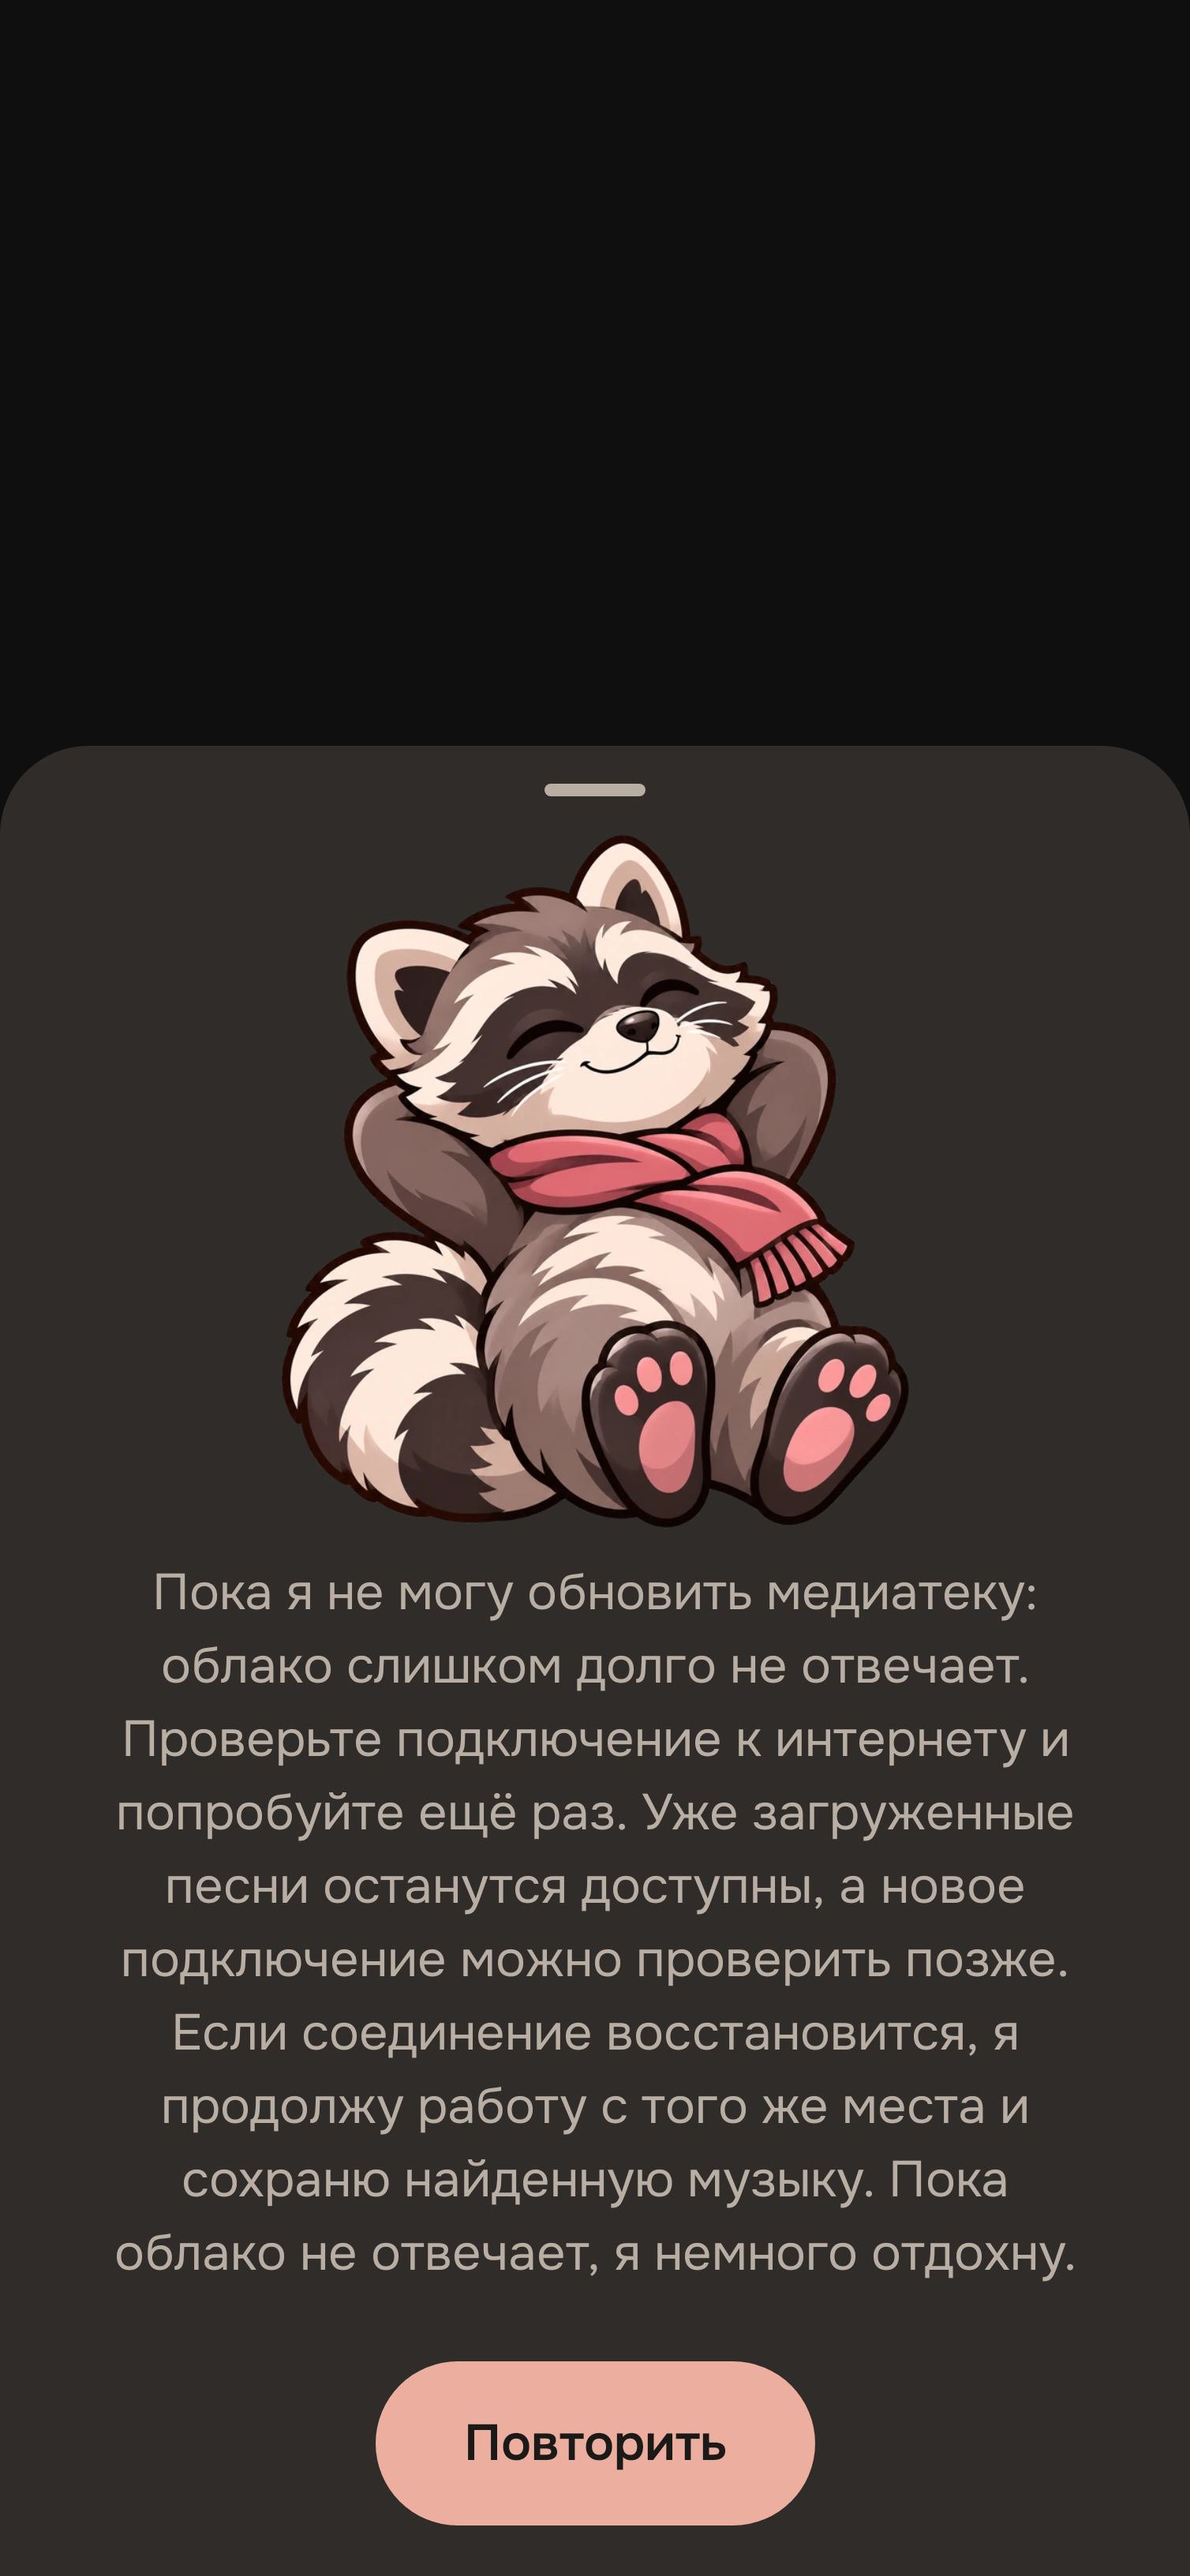 Пока я не могу обновить медиатеку:
облако слишком долго не отвечает.
Проверьте подключение к интернету и
попробуйте ещё раз. Уже загруженные
песни останутся доступны, а новое
подключение можно проверить позже.
Если соединение восстановится, я
продолжу работу с того же места и
сохраню найденную музыку. Пока
облако не отвечает, я немного отдохну.
Повторить